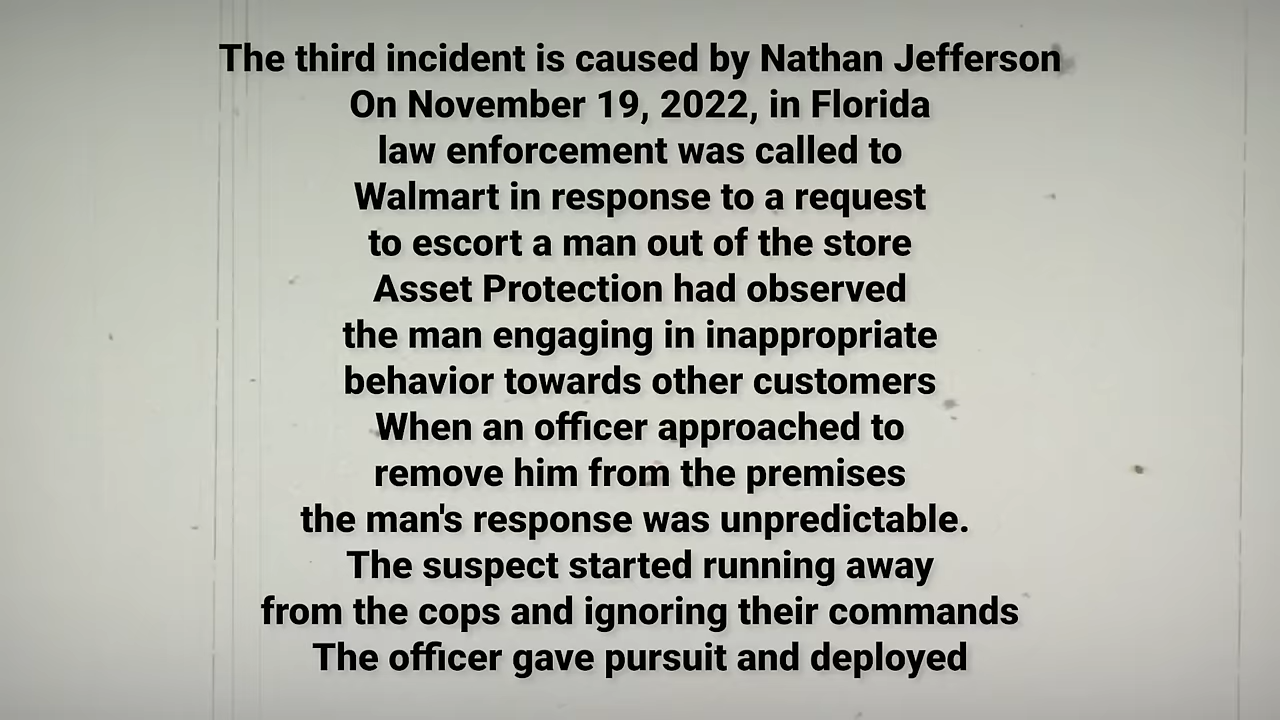 The third incident is caused by Nathan Jefferson
On November 19, 2022, in Florida
law enforcement was called to
Walmart in response to a request
to escort a man out of the store
Asset Protection had observed
the man engaging in inappropriate
behavior towards other customers
When an officer approached to
remove him from the premises
the man's response was unpredictable.
The suspect started running away
from the cops and ignoring their commands
The officer gave pursuit and deployed